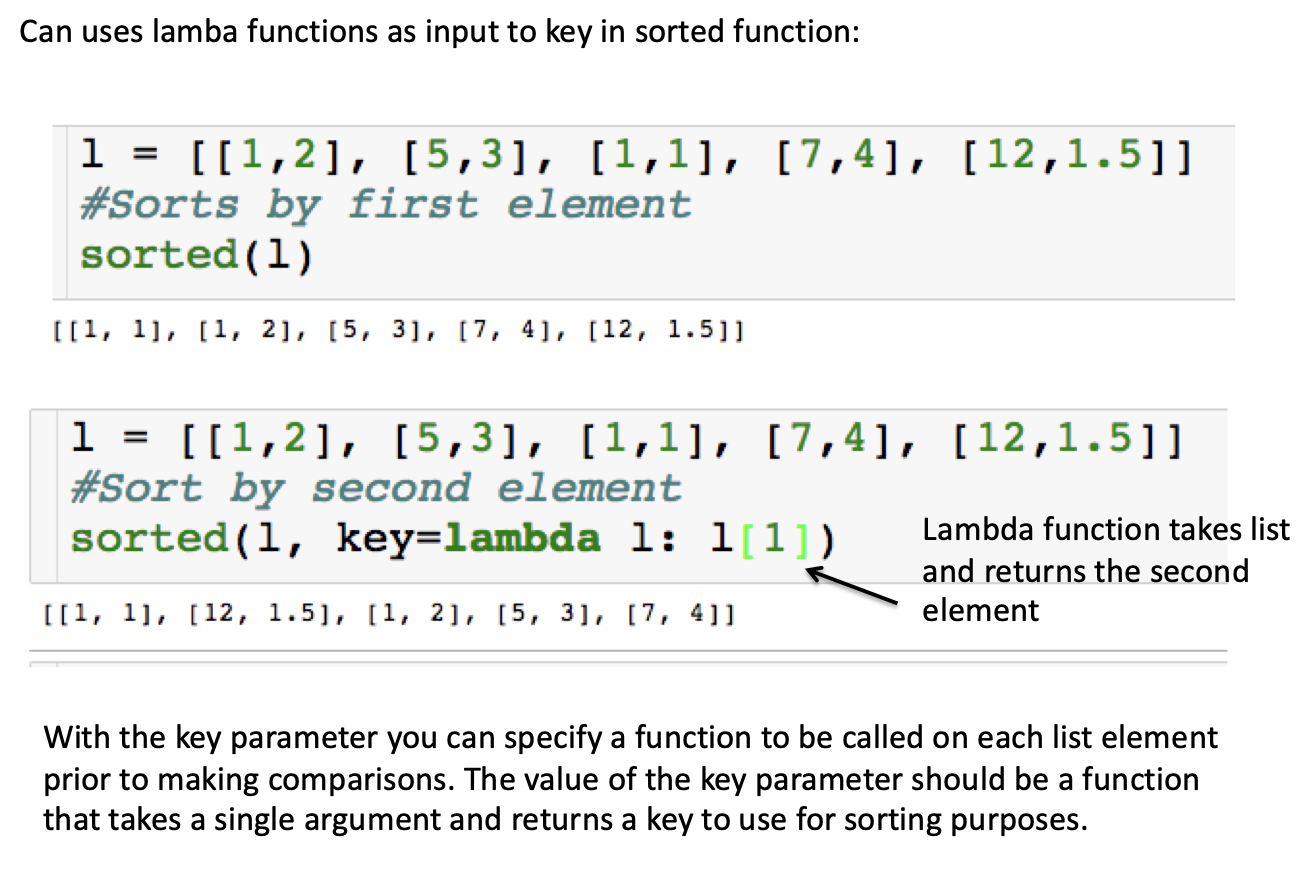 Can uses lamba functions as input to key in sorted function:
l = [[1,2], [5,3], [1,1], [7,4], [12,1.5]]
#Sorts by first element
sorted(l)
[[1, 1], [1, 2], [5, 3], [7, 4], [12, 1.5]]
l = [[1,2], [5,3], [1,1], [7,4], [12,1.5]]
#Sort by second element
sorted(l, key=lambda l: l[1])
Lambda function takes list
and returns the second
element
[[1, 1], [12, 1.5], [1, 2], [5, 3], [7, 4]]
With the key parameter you can specify a function to be called on each list element
prior to making comparisons. The value of the key parameter should be a function
that takes a single argument and returns a key to use for sorting purposes.